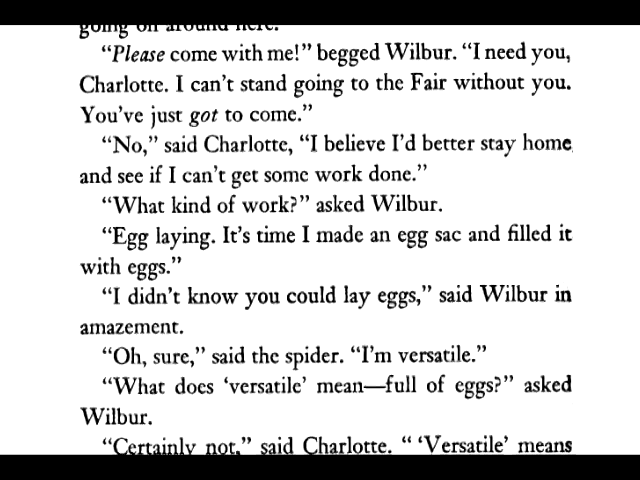 going on around here.
"Please come with me!" begged Wilbur. "I need you,
Charlotte. I can't stand going to the Fair without you.
You've just got to come."
"No," said Charlotte, "I believe I'd better stay home
and see if I can't get some work done."
"What kind of work?" asked Wilbur.
"Egg laying. It's time I made an egg sac and filled it
with eggs."
"I didn't know you could lay eggs," said Wilbur in
amazement.
"Oh, sure," said the spider. "I'm versatile."
"What does 'versatile' mean—full of eggs?" asked
Wilbur.
"Certainly not," said Charlotte. " 'Versatile' means